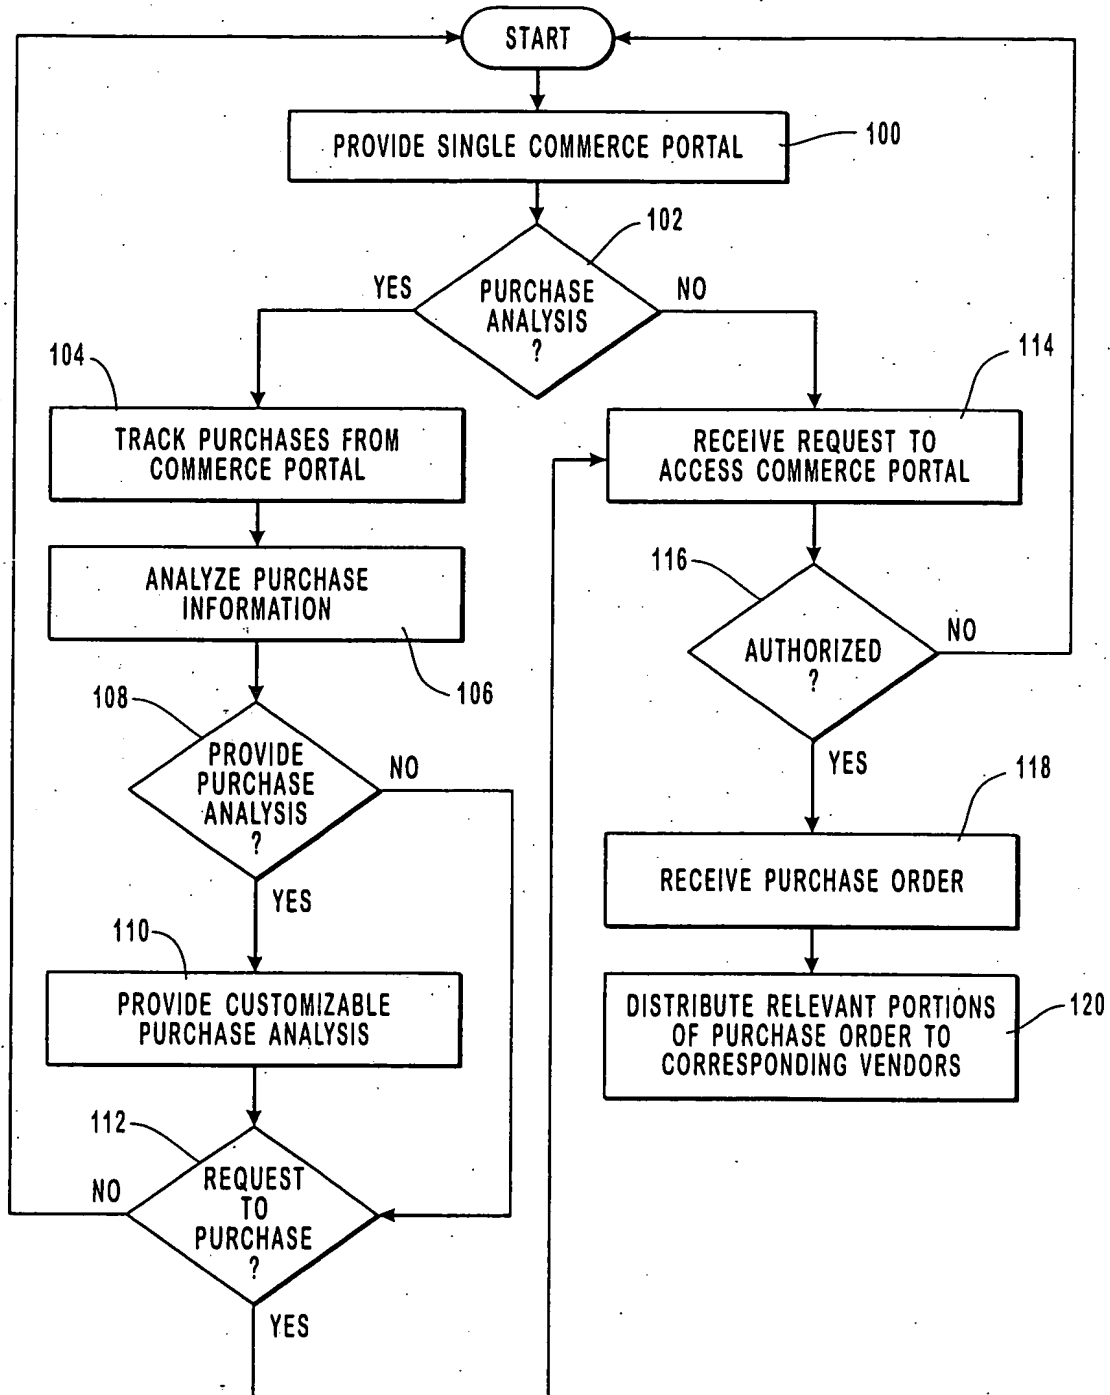 START
PROVIDE SINGLE COMMERCE PORTAL
100
102
YES
PURCHASE
ANALYSIS
?
NO
104
TRACK PURCHASES FROM
COMMERCE PORTAL
114
RECEIVE REQUEST TO
ACCESS COMMERCE PORTAL
ANALYZE PURCHASE
INFORMATION
106
116
AUTHORIZED
?
NO
YES
108
PROVIDE
PURCHASE
ANALYSIS
?
NO
YES
118
RECEIVE PURCHASE ORDER
110
PROVIDE CUSTOMIZABLE
PURCHASE ANALYSIS
DISTRIBUTE RELEVANT PORTIONS
OF PURCHASE ORDER TO
CORRESPONDING VENDORS
120
112
NO
REQUEST
TO
PURCHASE
?
YES